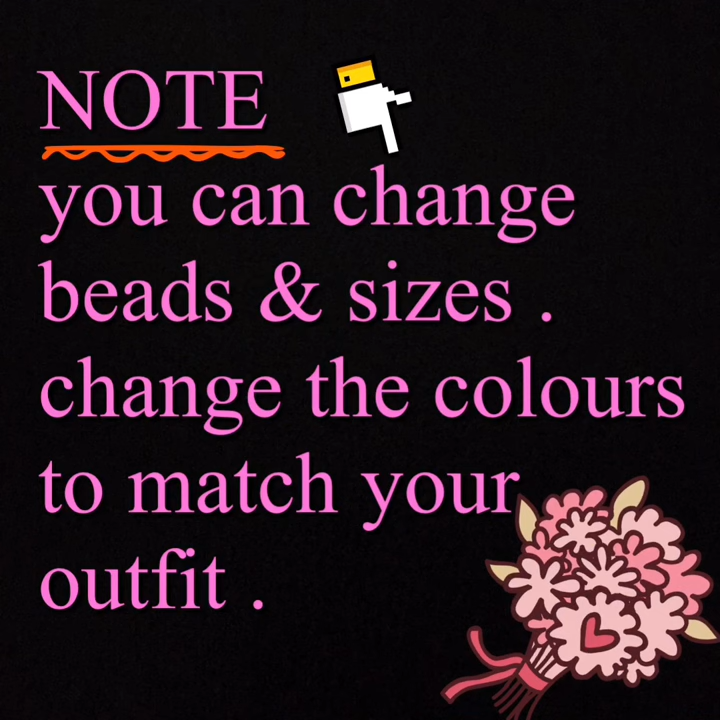 NOTE
you can change
beads & sizes .
change the colours
to match your
outfit .